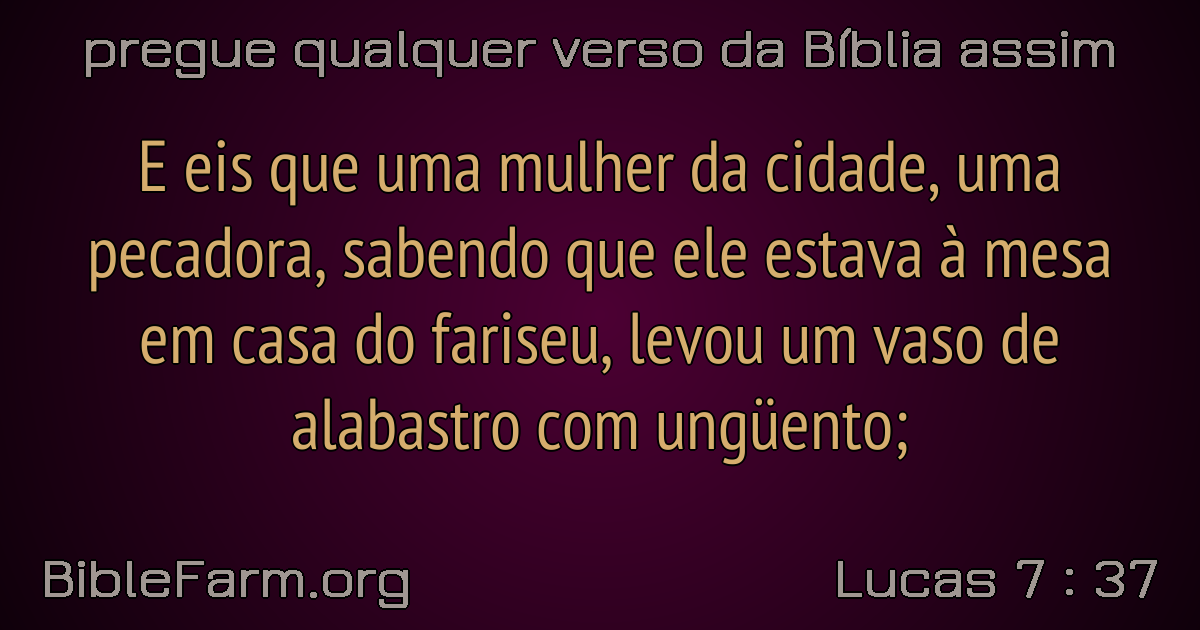 pregue qualquer verso da Bíblia assim
E eis que uma mulher da cidade, uma
pecadora, sabendo que ele estava à mesa
em casa do fariseu, levou um vaso de
alabastro com ungüento;
BibleFarm.org
Lucas 7 : 37